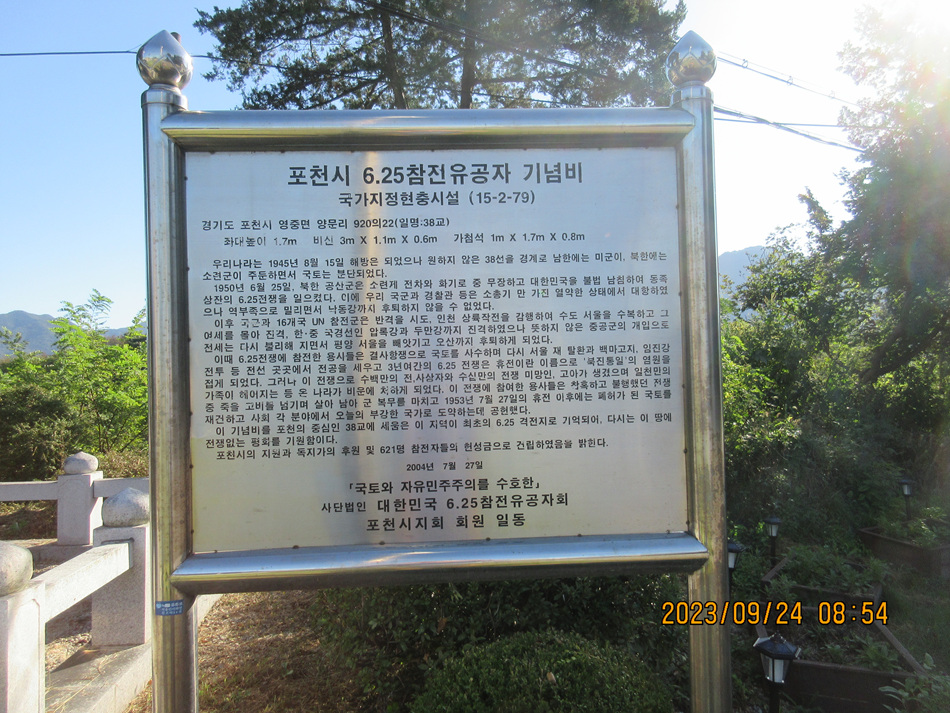 포천시 6.25참전유공자 기념비
국가지정현충시설 (15-2-79)
경기도 포천시 영중면 양문리 920의22(일명:38교)
좌대높이 1.7m 비신 3m X 1.1m X 0.6m 가첨석 1m X 1.7m X 0.8m
우리나라는 1945년 8월 15일 해방은 되었으나 원하지 않은 38선을 경계로 남한에는 미군이, 북한에는
소련군이 주둔하면서 국토는 분단되었다.
1950년 6월 25일, 북한 공산군은 소련게 전차와 화기로 중 무장하고 대한민국을 불법 남침하여 동족
상잔의 6.25전쟁을 일으켰다. 이에 우리 국군과 경찰관 등은 소총기 만 가진 열악한 상태에서 대항하였
으나 역부족으로 밀리면서 낙동강까지 후퇴하지 않을 수 없었다.
이후 국군과 16개국 UN 참전군은 반격을 시도, 인천 상륙작전을 감행하여 수도 서울을 수복하고 그
여세를 몰아 진격, 한·중 국경선인 압록강과 두만강까지 진격하였으나 뜻하지 않은 중공군의 개입으로
전세는 다시 불리해 지면서 평양 서울을 빼앗기고 오산까지 후퇴하게 되었다.
이때 6.25전쟁에 참전한 용사들은 결사항쟁으로 국토를 사수하며 다시 서울 재 탈환과 백마고지, 임진강
전투 등 전선 곳곳에서 전공을 세우고 3년여간의 6.25 전쟁은 휴전이란 이름으로 '북진통일'의 염원을
접게 되었다. 그러나 이 전쟁으로 수백만의 전.사상자와 수십만의 전쟁 미망인, 고아가 생겼으며 일천만의
가족이 헤어지는 등 온 나라가 비운에 처하게 되었다. 이 전쟁에 참여한 용사들은 착혹하고 불행했던 전쟁
중 죽을 고비를 넘기며 살아 남아 군 복무를 마치고 1953년 7월 27일의 휴전 이후에는 폐허가 된 국토를
재건하고 사회 각 분야에서 오늘의 부강한 국가로 도약하는데 공헌했다.
이 기념비를 포천의 중심인 38교에 세움은 이 지역이 최초의 6.25 격전지로 기억되어, 다시는 이 땅에
전쟁없는 평화를 기원함이다.
포천시의 지원과 독지가의 후원 및 621명 참전자들의 헌성금으로 건립하였음을 밝힌다.
2004년 7월 27일
「국토와 자유민주주의를 수호한」
사단법인 대한민국 6.25참전유공자회
포천시지회 회원 일동
2023/09/24 08:54